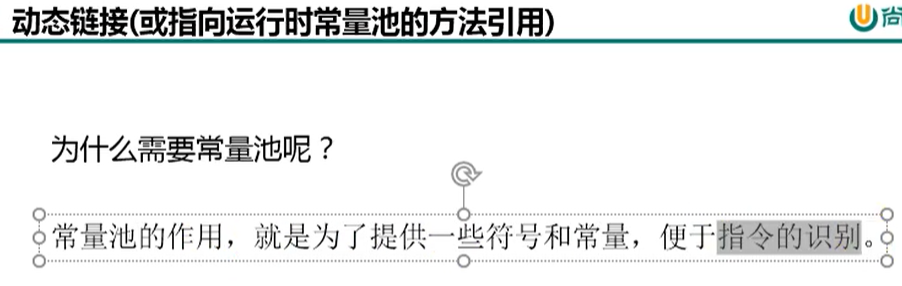 动态链接(或指向运行时常量池的方法引用)
尚
为什么需要常量池呢？
常量池的作用，就是为了提供一些符号和常量，便于指令的识别。